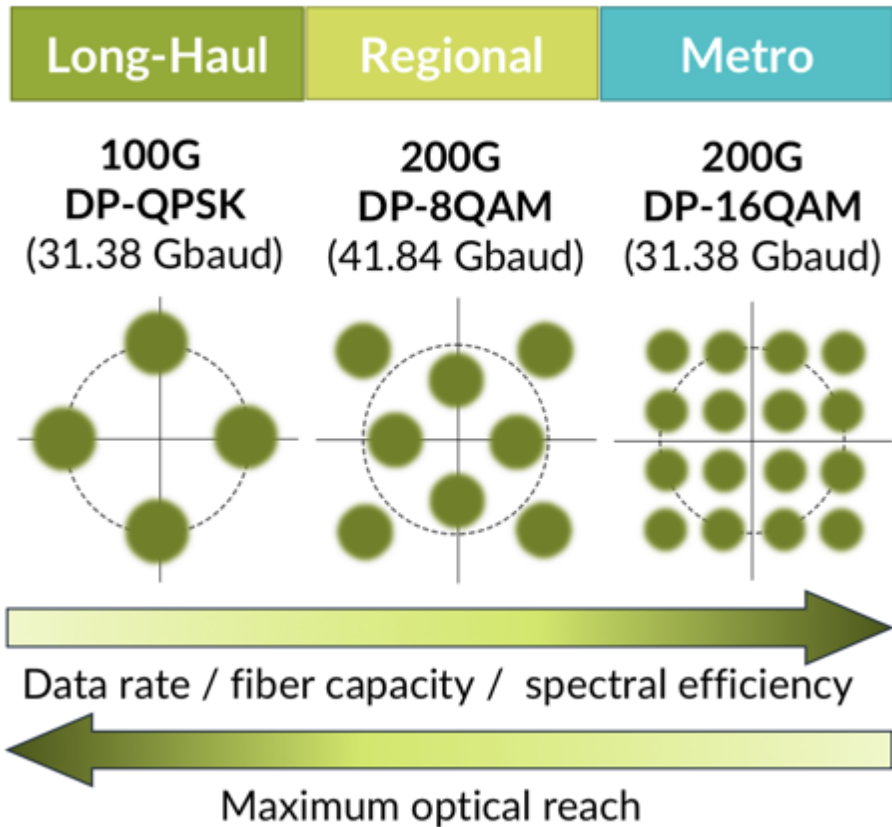 Long-Haul
Regional
Metro
100G
DP-QPSK
(31.38 Gbaud)
200G
DP-8QAM
(41.84 Gbaud)
200G
DP-16QAM
(31.38 Gbaud)
Data rate / fiber capacity / spectral efficiency
Maximum optical reach